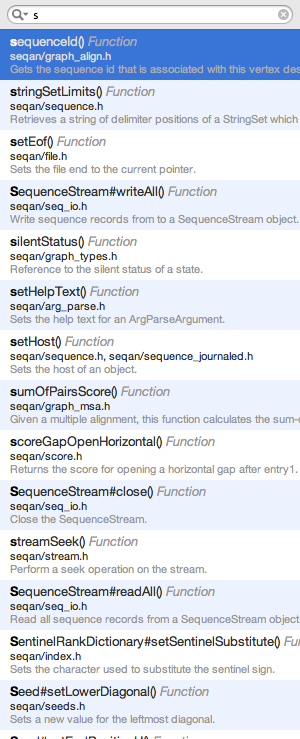 s
sequenceId() Function
seqan/graph_align.h
Gets the sequence id that is associated with this vertex des
stringSetLimits() Function
seqan/sequence.h
Retrieves a string of delimiter positions of a StringSet which
setEof() Function
seqan/file.h
Sets the file end to the current pointer.
SequenceStream#writeAll() Function
seqan/seq_io.h
Write sequence records from to a SequenceStream object.
silentStatus() Function
seqan/graph_types.h
Reference to the silent status of a state.
setHelpText() Function
seqan/arg_parse.h
Sets the help text for an ArgParseArgument.
setHost() Function
seqan/sequence.h, seqan/sequence_journaled.h
Sets the host of an object.
sumOfPairsScore() Function
seqan/graph_msa.h
Given a multiple alignment, this function calculates the sum-o
scoreGapOpenHorizontal() Function
seqan/score.h
Returns the score for opening a horizontal gap after entry1.
SequenceStream#close() Function
seqan/seq_io.h
Close the SequenceStream.
streamSeek() Function
seqan/stream.h
Perform a seek operation on the stream.
SequenceStream#readAll() Function
seqan/seq_io.h
Read all sequence records from a SequenceStream object
SentinelRankDictionary#setSentinelSubstitute() Fun
seqan/index.h
Sets the character used to substitute the sentinel sign.
Seed#setLowerDiagonal() Function
seqan/seeds.h
Sets a new value for the leftmost diagonal.